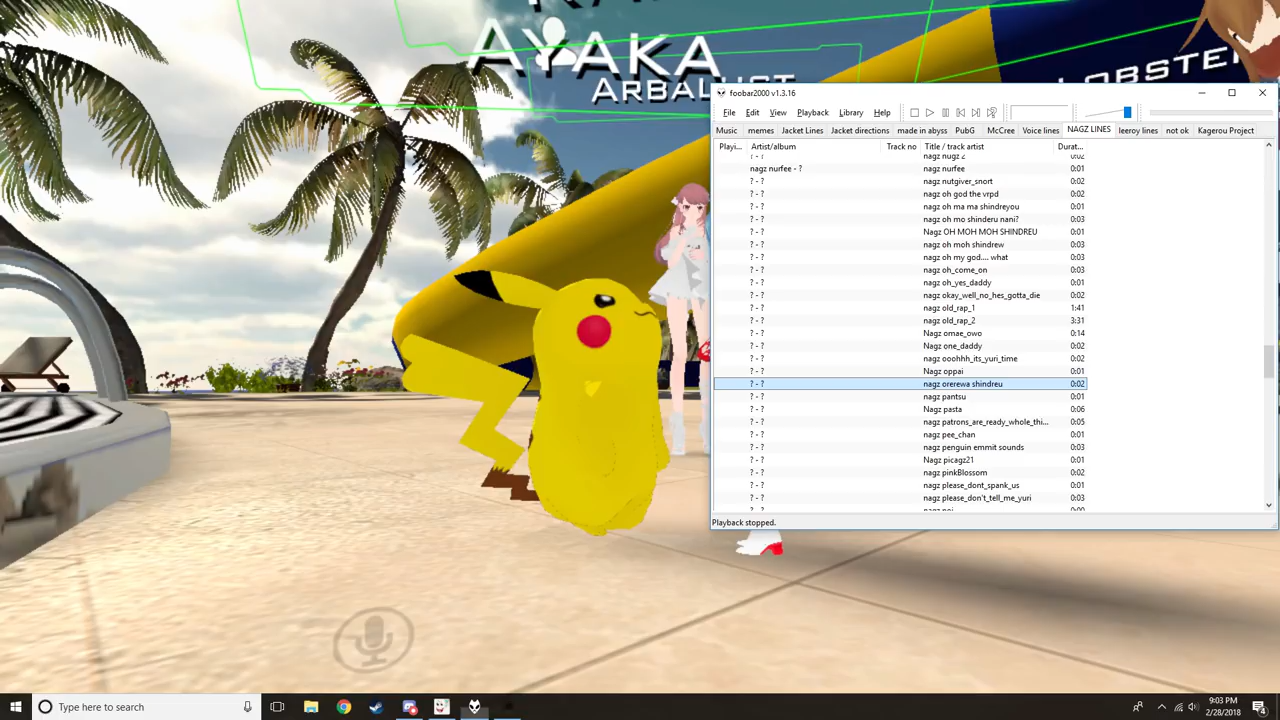 AYAKA
ARBALUST
LOBSTER
foobar2000 v1.3.16
File Edit View Playback Library Help
Music memes Jacket Lines Jacket directions made in abyss PubG McCree Voice lines NAGZ LINES leeroy lines not ok Kagerou Project
Playi... Artist/album Track no Title / track artist Durat...
? - ? nagz nugz 2 0:02
nagz nurfee - ? nagz nurfee 0:01
? - ? nagz nutgiver_snort 0:02
? - ? nagz oh god the vrpd 0:02
? - ? nagz oh ma ma shindreyou 0:01
? - ? nagz oh mo shinderu nani? 0:03
? - ? Nagz OH MOH MOH SHINDREU 0:01
? - ? nagz oh moh shindrew 0:03
? - ? nagz oh my god.... what 0:03
? - ? nagz oh_come_on 0:03
? - ? nagz oh_yes_daddy 0:01
? - ? nagz okay_well_no_hes_gotta_die 0:02
? - ? nagz old_rap_1 1:41
? - ? nagz old_rap_2 3:31
? - ? Nagz omae_owo 0:14
? - ? Nagz one_daddy 0:02
? - ? nagz ooohhh_its_yuri_time 0:02
? - ? Nagz oppai 0:01
? - ? nagz orerewa shindreu 0:02
? - ? nagz pantsu 0:01
? - ? Nagz pasta 0:06
? - ? nagz patrons_are_ready_whole_thi... 0:05
? - ? nagz pee_chan 0:01
? - ? nagz penguin emmit sounds 0:03
? - ? Nagz picagz21 0:01
? - ? nagz pinkBlossom 0:02
? - ? nagz please_dont_spank_us 0:01
? - ? nagz please_don't_tell_me_yuri 0:03
Playback stopped.
Type here to search
9:03 PM
2/28/2018
4